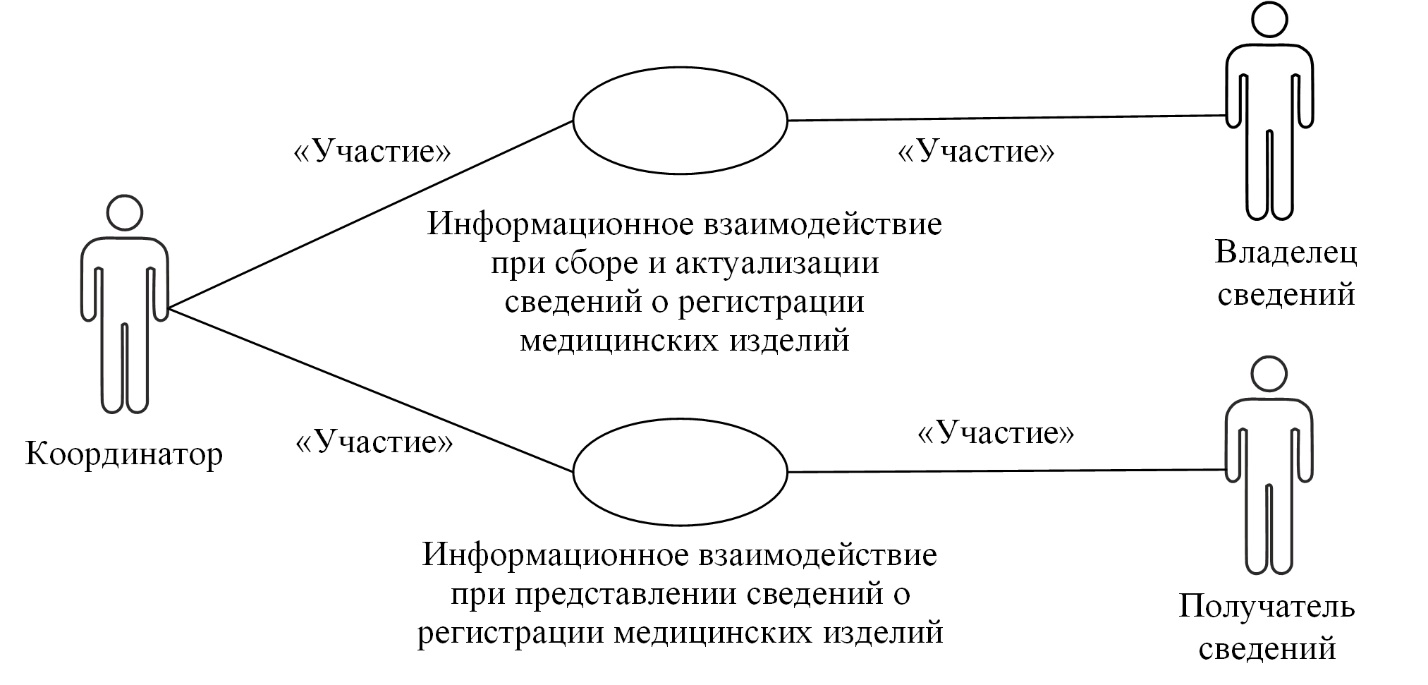 «Участие»
«Участие»
Информационное взаимодействие
при сборе и актуализации
сведений о регистрации
медицинских изделий
Владелец
сведений
Координатор
«Участие»
«Участие»
Информационное взаимодействие
при представлении сведений о
регистрации медицинских изделий
Получатель
сведений